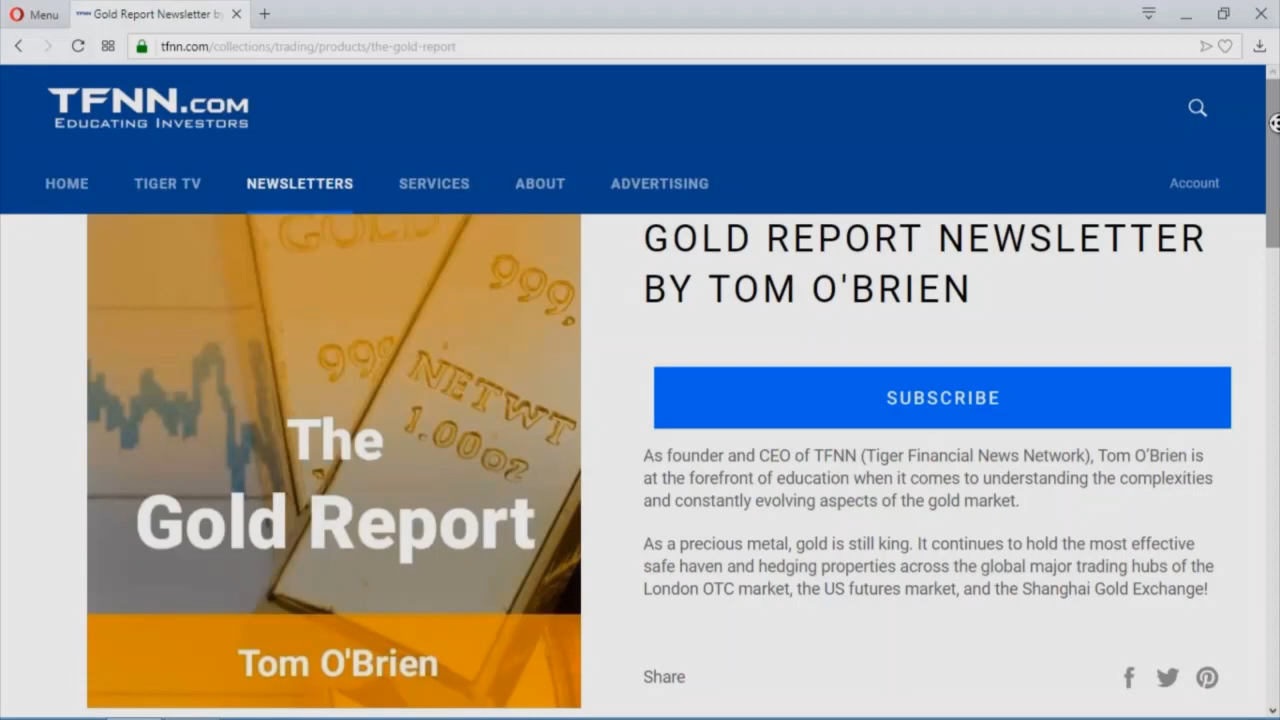 Menu
TFNN Gold Report Newsletter by
tfnn.com/collections/trading/products/the-gold-report
TFNN.COM
EDUCATING INVESTORS
HOME
TIGER TV
NEWSLETTERS
SERVICES
ABOUT
ADVERTISING
Account
GOLD
999,
999
NETWT
1.00OZ
The
Gold Report
Tom O'Brien
GOLD REPORT NEWSLETTER
BY TOM O'BRIEN
SUBSCRIBE
As founder and CEO of TFNN (Tiger Financial News Network), Tom O'Brien is
at the forefront of education when it comes to understanding the complexities
and constantly evolving aspects of the gold market.
As a precious metal, gold is still king. It continues to hold the most effective
safe haven and hedging properties across the global major trading hubs of the
London OTC market, the US futures market, and the Shanghai Gold Exchange!
Share